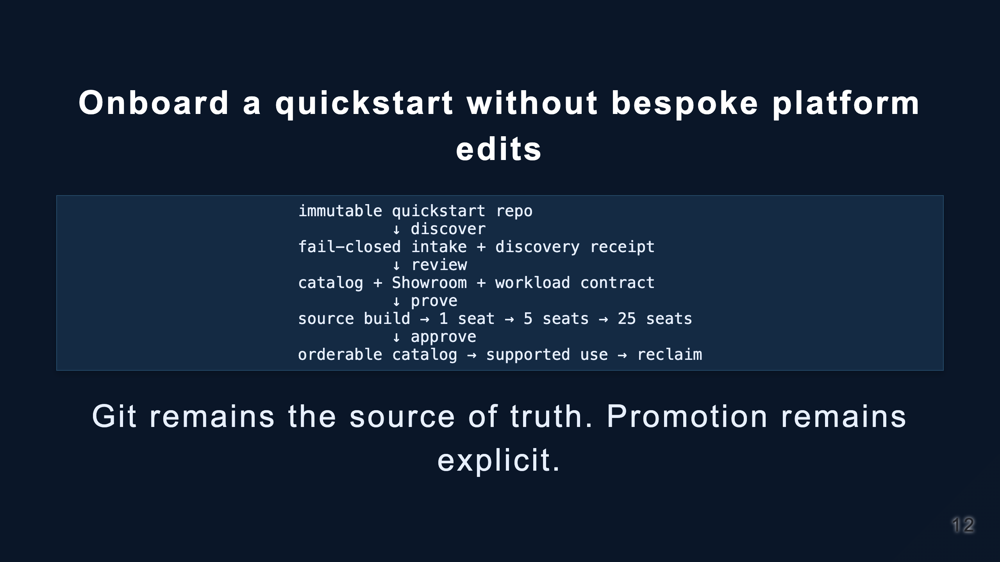 Onboard a quickstart without bespoke platform
edits
immutable quickstart repo
↓ discover
fail-closed intake + discovery receipt
↓ review
catalog + Showroom + workload contract
↓ prove
source build → 1 seat → 5 seats → 25 seats
↓ approve
orderable catalog → supported use → reclaim
Git remains the source of truth. Promotion remains
explicit.
12